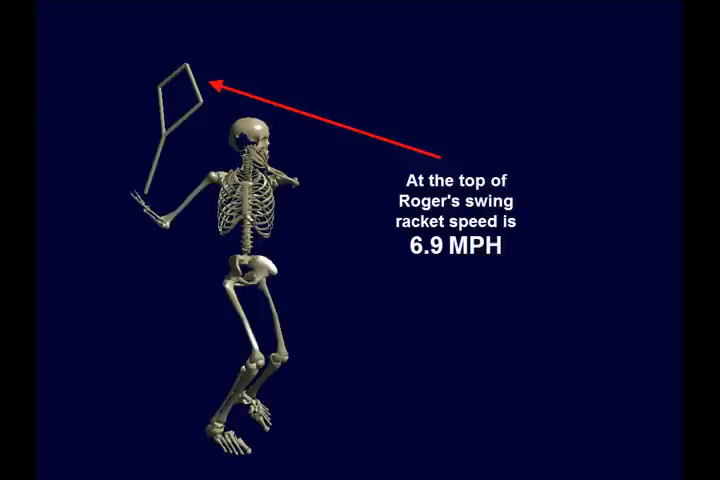 At the top of
Roger's swing
racket speed is
6.9 MPH